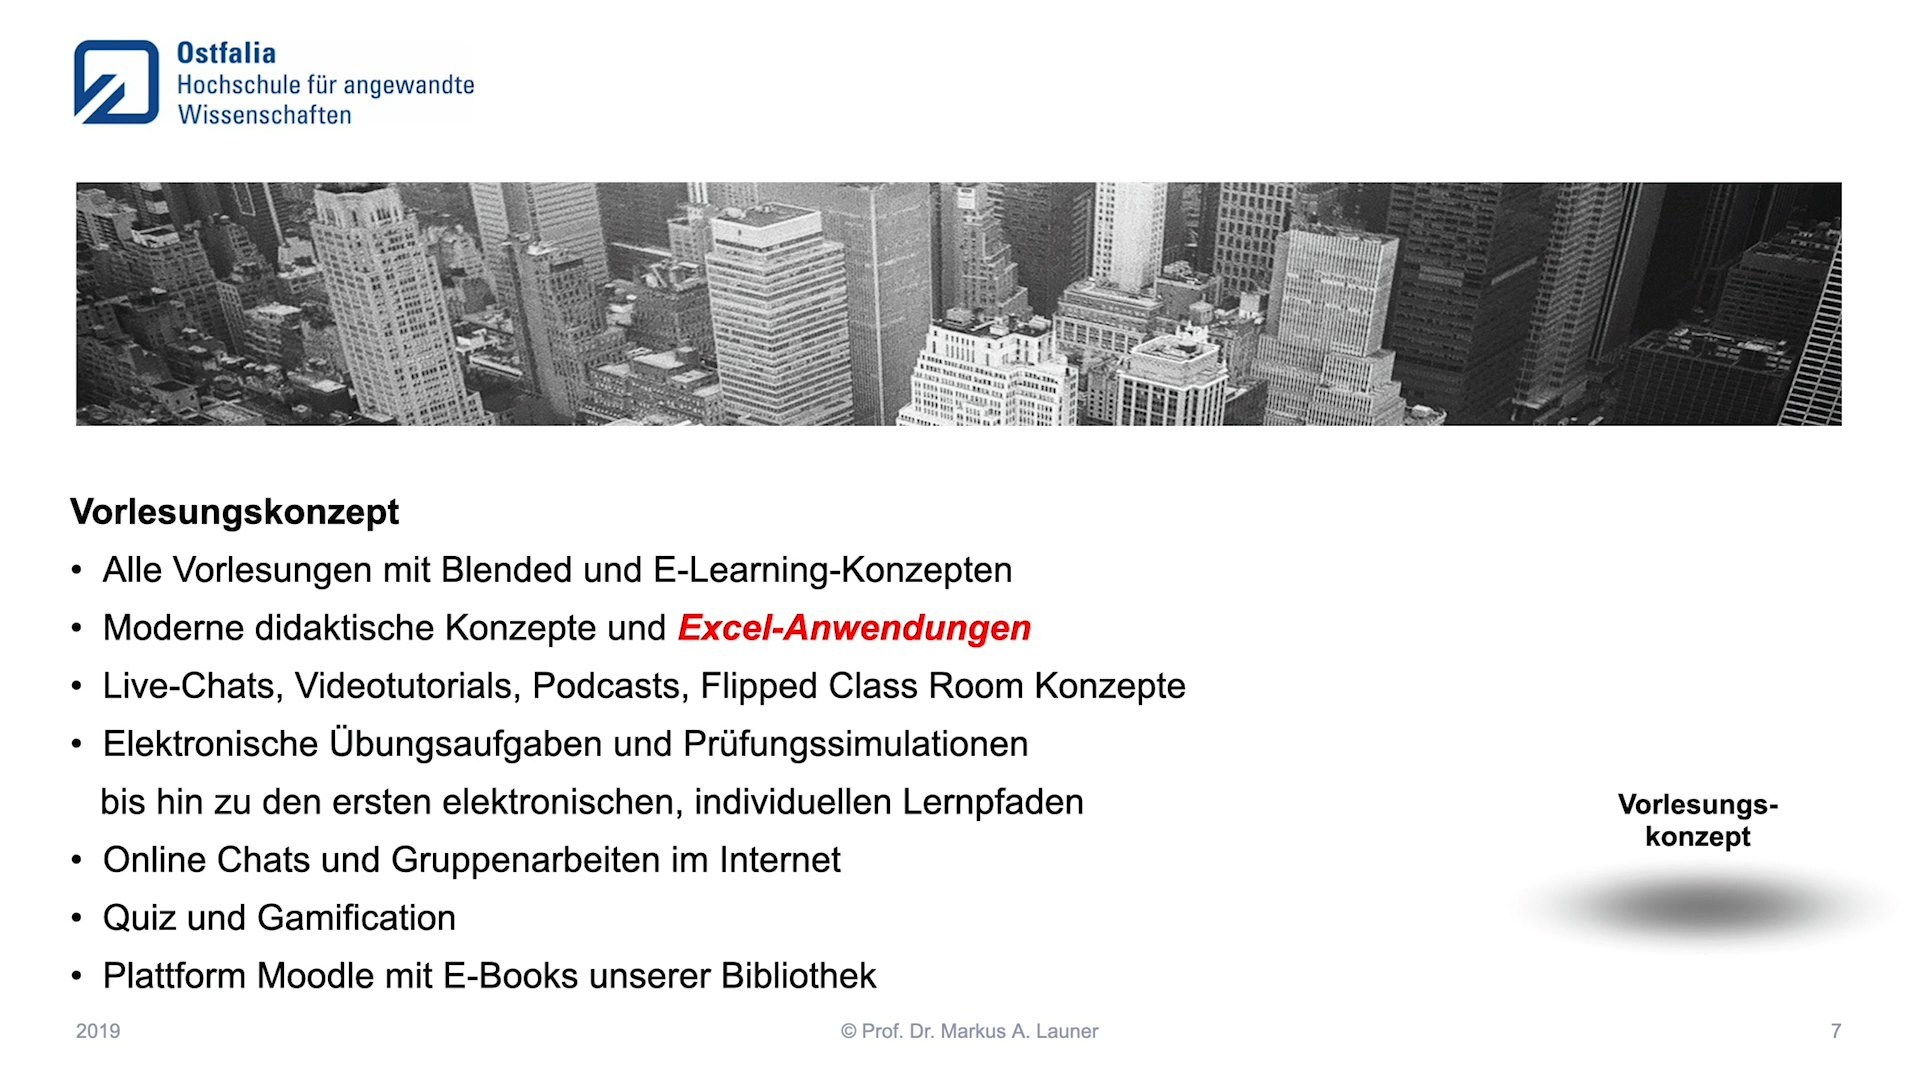 Ostfalia
Hochschule für angewandte
Wissenschaften
Vorlesungskonzept
• Alle Vorlesungen mit Blended und E-Learning-Konzepten
• Moderne didaktische Konzepte und Excel-Anwendungen
• Live-Chats, Videotutorials, Podcasts, Flipped Class Room Konzepte
• Elektronische Übungsaufgaben und Prüfungssimulationen
bis hin zu den ersten elektronischen, individuellen Lernpfaden
• Online Chats und Gruppenarbeiten im Internet
• Quiz und Gamification
• Plattform Moodle mit E-Books unserer Bibliothek
Vorlesungs-
konzept
2019
© Prof. Dr. Markus A. Launer
7